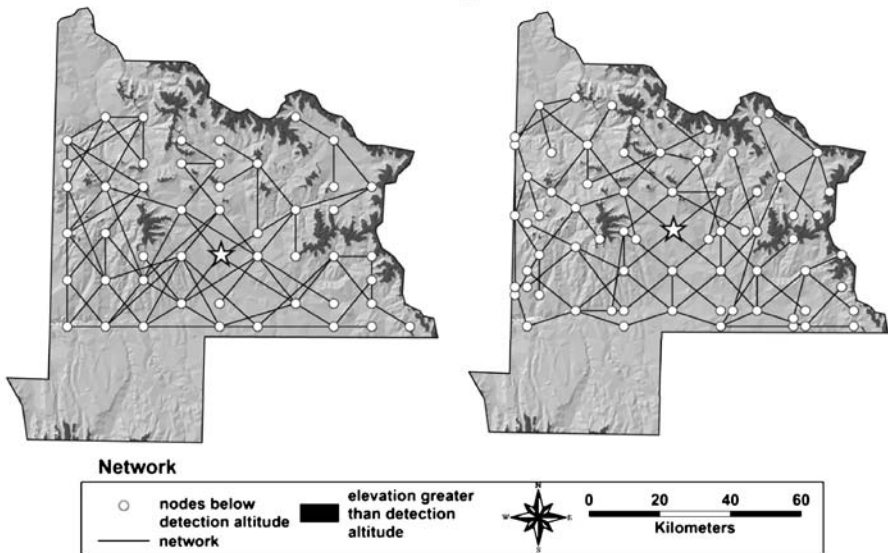 Network
nodes below
detection altitude
network
elevation greater
than detection
altitude
N
W
E
S
0 20 40 60
Kilometers